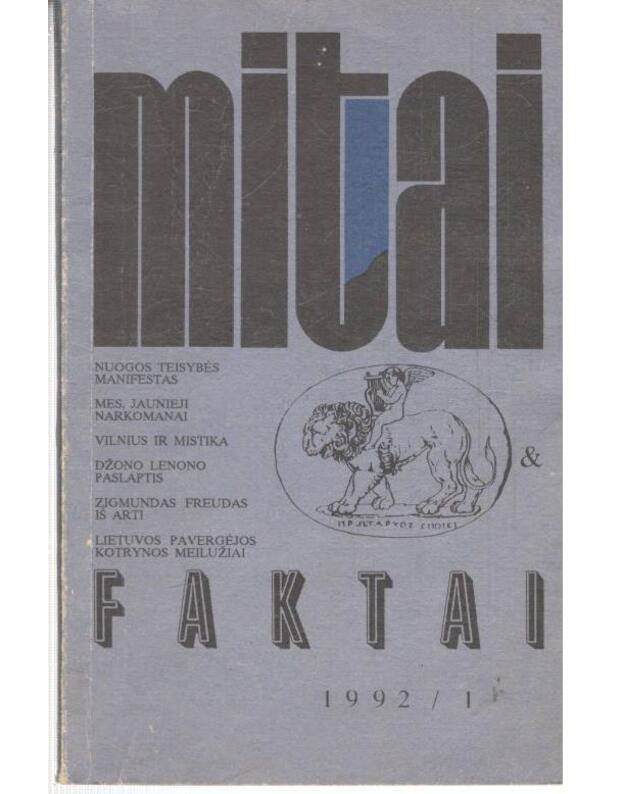 mitai
NUOGOS TEISYBĖS
MANIFESTAS
MES, JAUNIEJI
NARKOMANAI
VILNIUS IR MISTIKA
DŽONO LENONO
PASLAPTIS
ZIGMUNDAS FREUDAS
IŠ ARTI
LIETUVOS PAVERGĖJOS
KOTRYNOS MEILUŽIAI
&
FAKTAI
1992/1